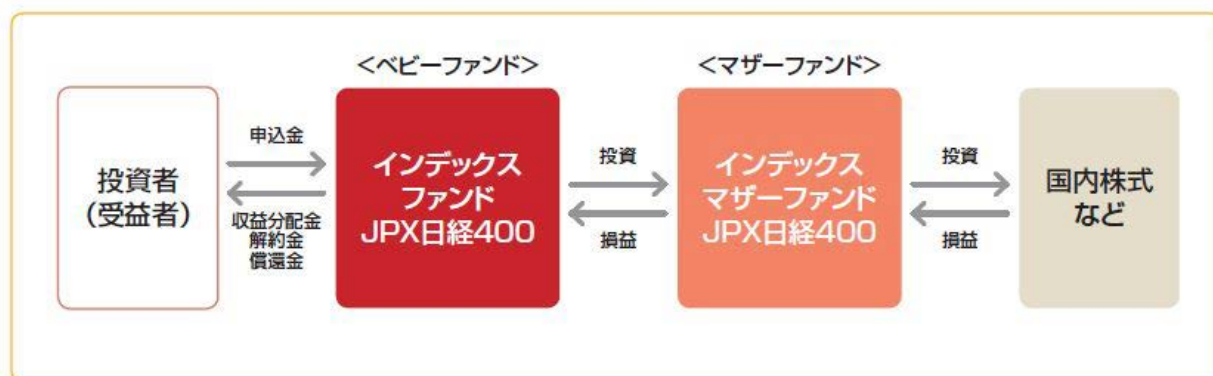 <ベビーファンド>
<マザーファンド>
投資者
(受益者)
申込金
収益分配金
解約金
償還金
インデックス
ファンド
JPX日経400
投資
損益
インデックス
マザーファンド
JPX日経400
投資
損益
国内株式
など